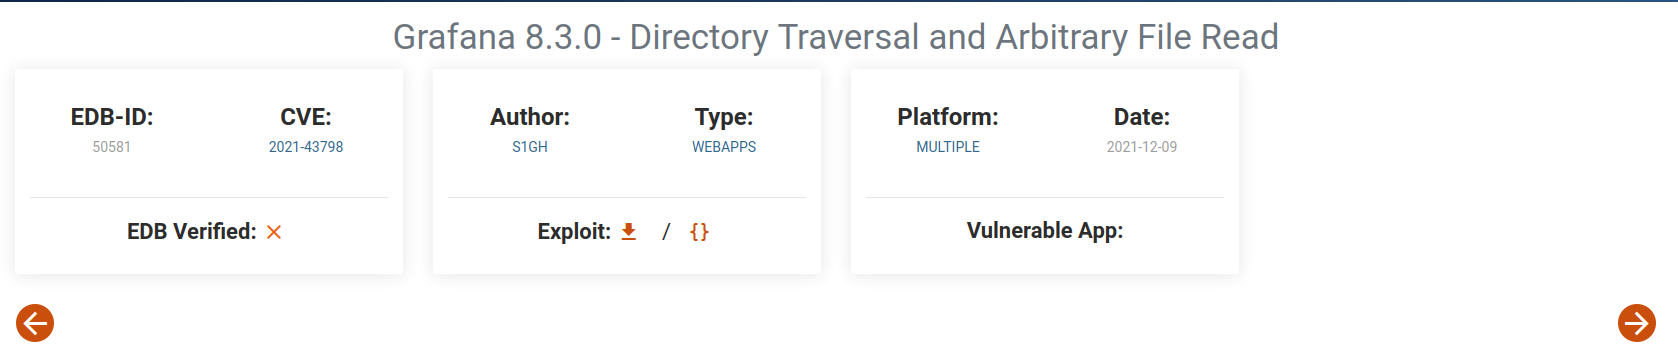 Grafana 8.3.0 - Directory Traversal and Arbitrary File Read
EDB-ID:
50581
CVE:
2021-43798
EDB Verified:
Author:
S1GH
Type:
WEBAPPS
Exploit: / {}
Platform:
MULTIPLE
Date:
2021-12-09
Vulnerable App: